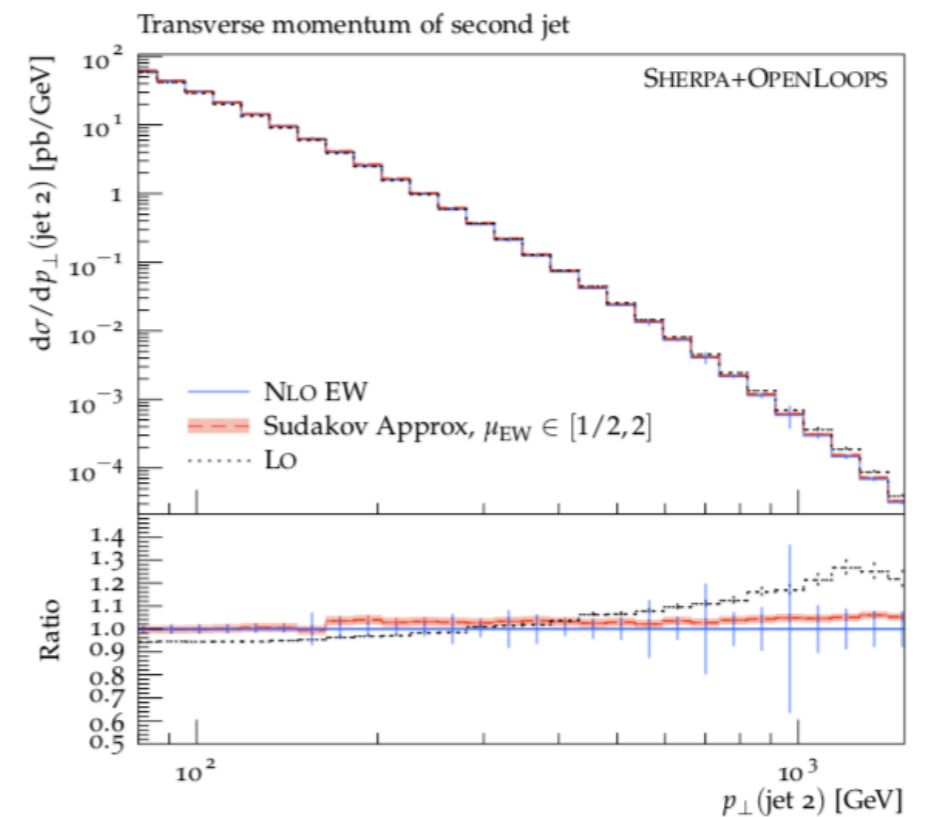 Transverse momentum of second jet
SHERPA+OPENLOOPS
dσ/dp⊥(jet 2) [pb/GeV]
10²
10¹
1
10⁻¹
10⁻²
10⁻³
10⁻⁴
NLO EW
Sudakov Approx, μEW ∈ [1/2, 2]
LO
Ratio
1.4
1.3
1.2
1.1
1.0
0.9
0.8
0.7
0.6
0.5
10²
10³
p⊥(jet 2) [GeV]